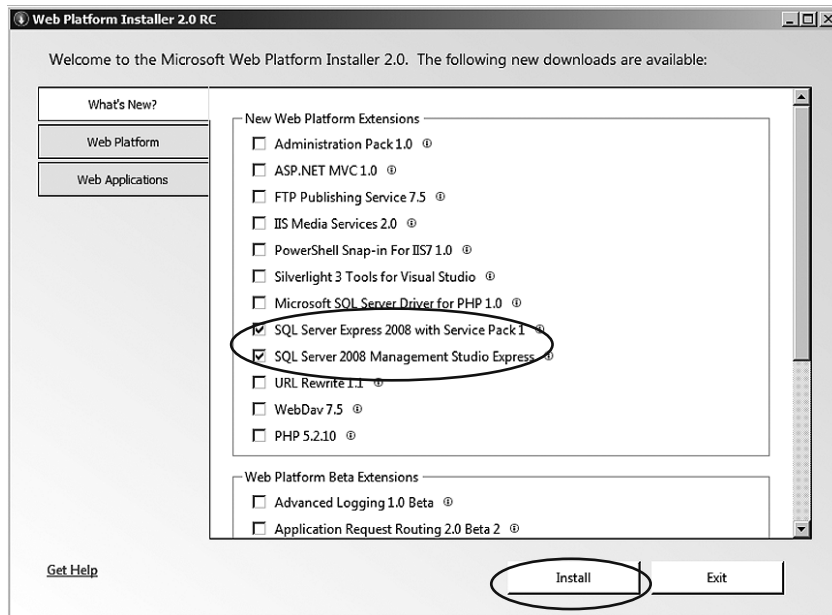 Web Platform Installer 2.0 RC
Welcome to the Microsoft Web Platform Installer 2.0. The following new downloads are available:
What's New?
Web Platform
Web Applications
New Web Platform Extensions
Administration Pack 1.0
ASP.NET MVC 1.0
FTP Publishing Service 7.5
IIS Media Services 2.0
PowerShell Snap-in For IIS7 1.0
Silverlight 3 Tools for Visual Studio
Microsoft SQL Server Driver for PHP 1.0
SQL Server Express 2008 with Service Pack 1
SQL Server 2008 Management Studio Express
URL Rewrite 1.1
WebDav 7.5
PHP 5.2.10
Web Platform Beta Extensions
Advanced Logging 1.0 Beta
Application Request Routing 2.0 Beta 2
Get Help
Install
Exit